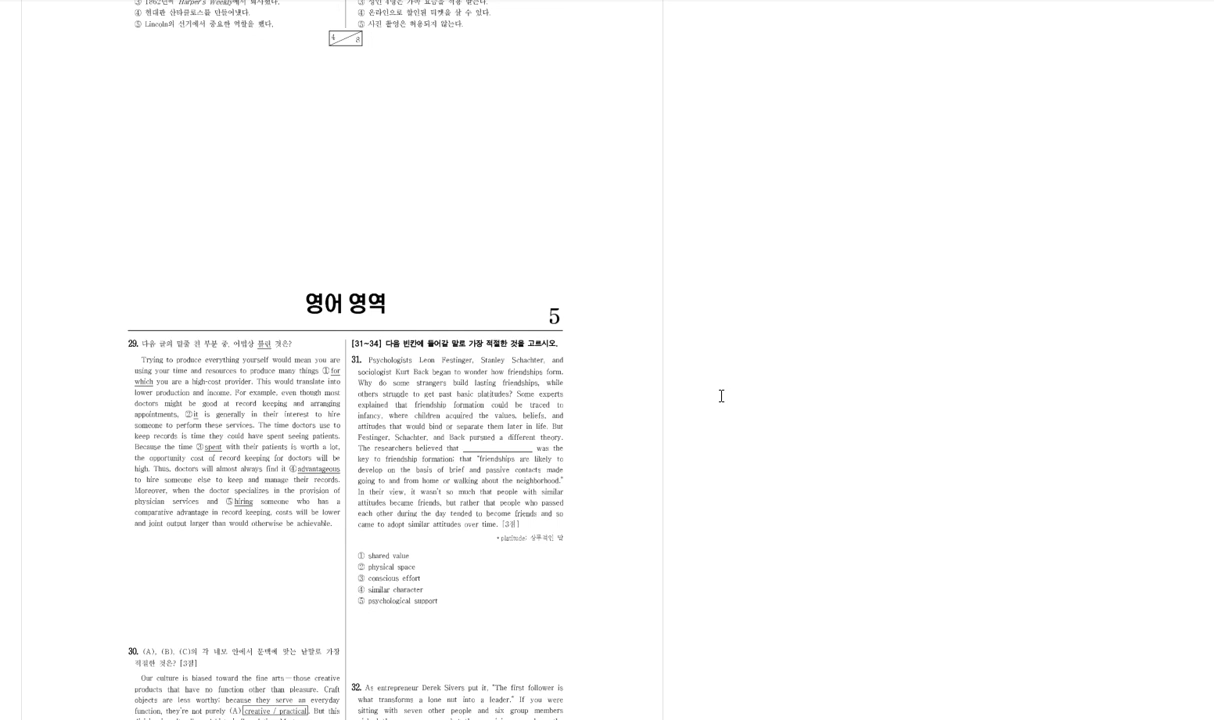 ③ 1862년에 Harper's Weekly에서 퇴사했다.
④ 현대판 산타클로스를 만들어냈다.
⑤ Lincoln의 선거에서 중요한 역할을 했다.
③ 성인 4명은 가족 요금을 적용 받는다.
④ 온라인으로 할인된 티켓을 살 수 있다.
⑤ 사진 촬영은 허용되지 않는다.
4 8
영어 영역
5
29. 다음 글의 밑줄 친 부분 중, 어법상 틀린 것은?
Trying to produce everything yourself would mean you are
using your time and resources to produce many things ①for
which you are a high-cost provider. This would translate into
lower production and income. For example, even though most
doctors might be good at record keeping and arranging
appointments, ②it is generally in their interest to hire
someone to perform these services. The time doctors use to
keep records is time they could have spent seeing patients.
Because the time ③spent with their patients is worth a lot,
the opportunity cost of record keeping for doctors will be
high. Thus, doctors will almost always find it ④advantageous
to hire someone else to keep and manage their records.
Moreover, when the doctor specializes in the provision of
physician services and ⑤hiring someone who has a
comparative advantage in record keeping, costs will be lower
and joint output larger than would otherwise be achievable.
30. (A), (B), (C)의 각 네모 안에서 문맥에 맞는 낱말로 가장
적절한 것은? [3점]
Our culture is biased toward the fine arts—those creative
products that have no function other than pleasure. Craft
objects are less worthy; because they serve an everyday
function, they're not purely (A)[creative / practical]. But this
[31~34] 다음 빈칸에 들어갈 말로 가장 적절한 것을 고르시오.
31. Psychologists Leon Festinger, Stanley Schachter, and
sociologist Kurt Back began to wonder how friendships form.
Why do some strangers build lasting friendships, while
others struggle to get past basic platitudes? Some experts
explained that friendship formation could be traced to
infancy, where children acquired the values, beliefs, and
attitudes that would bind or separate them later in life. But
Festinger, Schachter, and Back pursued a different theory.
The researchers believed that ____________ was the
key to friendship formation; that "friendships are likely to
develop on the basis of brief and passive contacts made
going to and from home or walking about the neighborhood."
In their view, it wasn't so much that people with similar
attitudes became friends, but rather that people who passed
each other during the day tended to become friends and so
came to adopt similar attitudes over time. [3점]
* platitude: 상투적인 말
① shared value
② physical space
③ conscious effort
④ similar character
⑤ psychological support
32. As entrepreneur Derek Sivers put it, "The first follower is
what transforms a lone nut into a leader." If you were
sitting with seven other people and six group members